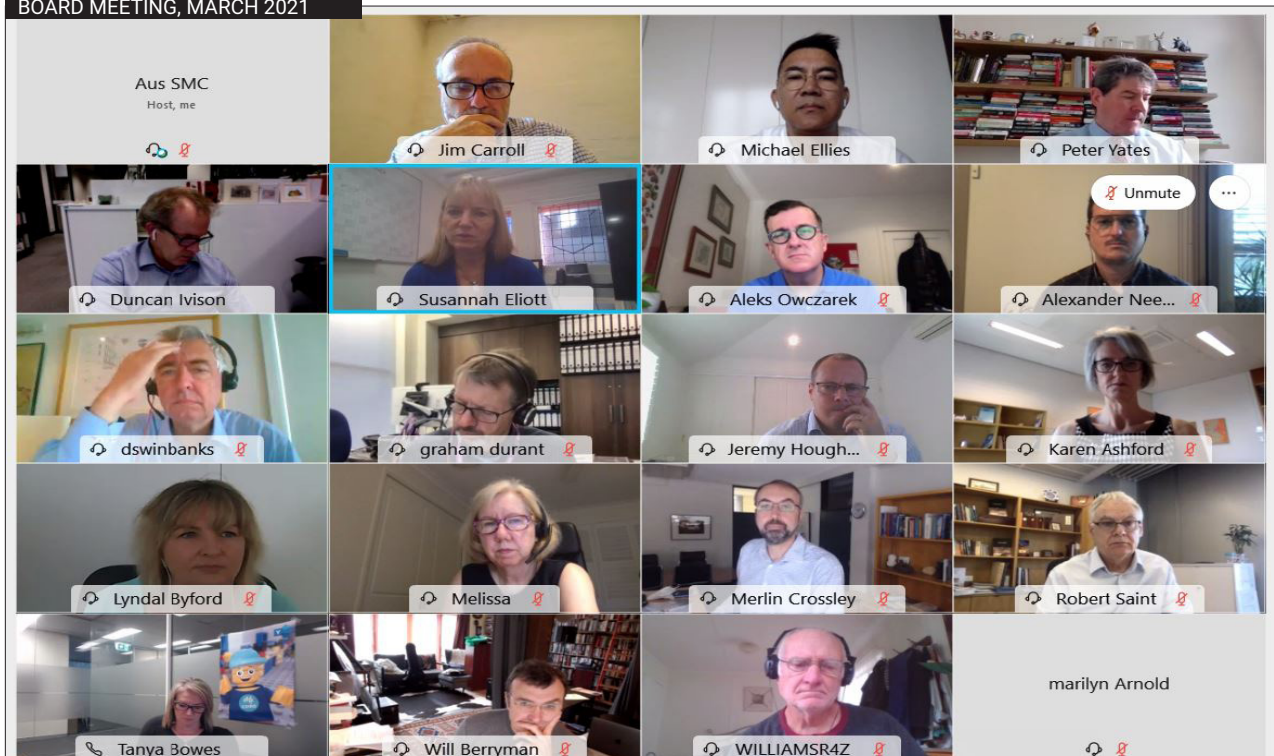 BOARD MEETING, MARCH 2021
Aus SMC
Host, me
Jim Carroll
Michael Ellies
Peter Yates
Duncan Ivison
Susannah Eliott
Aleks Owczarek
Unmute
...
Alexander Nee...
dswinbanks
graham durant
Jeremy Hough...
Karen Ashford
Lyndal Byford
Melissa
Merlin Crossley
Robert Saint
Tanya Bowes
Will Berryman
WILLIAMSR4Z
marilyn Arnold